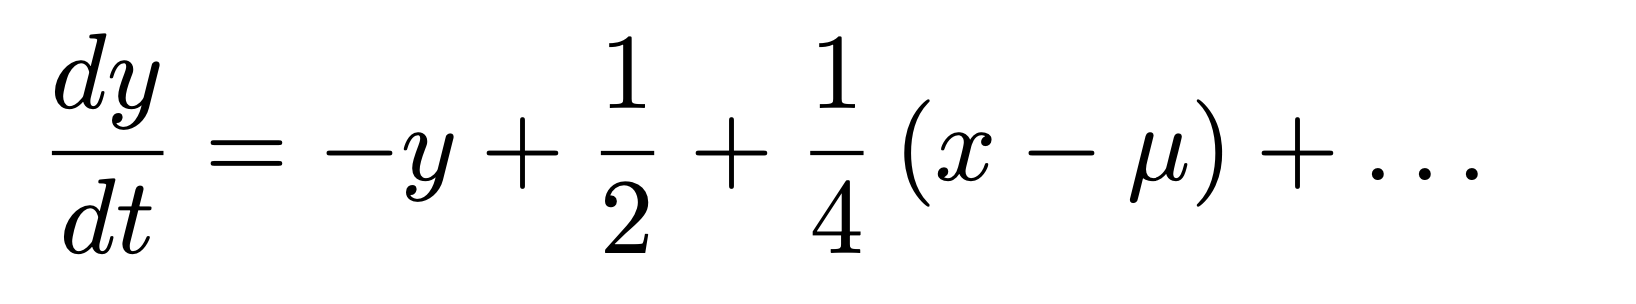 dy/dt = −y + 1/2 + 1/4 (x − μ) + ...